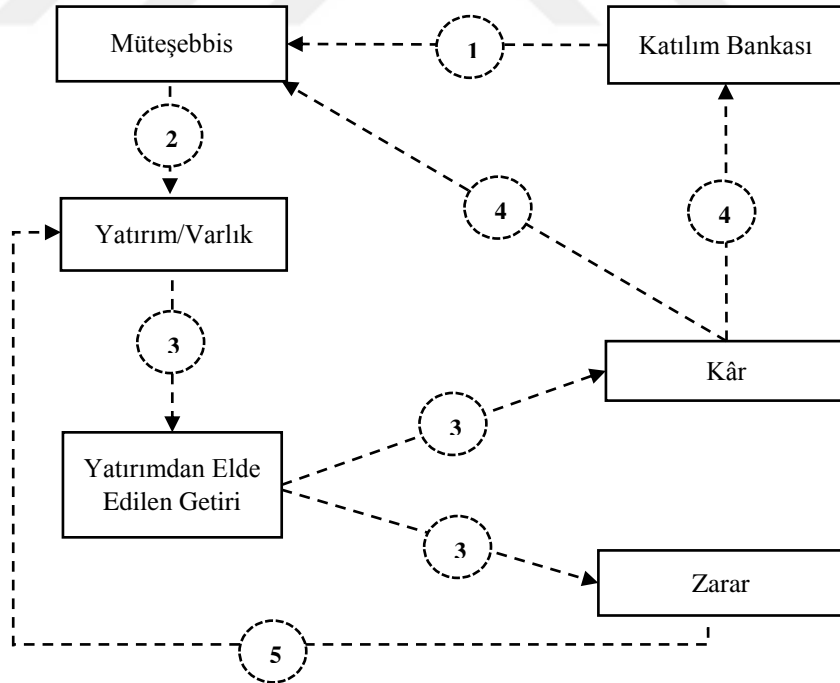 Müteşebbis
1
Katılım Bankası
2
4
4
Yatırım/Varlık
3
Kâr
3
Yatırımdan Elde
Edilen Getiri
3
Zarar
5